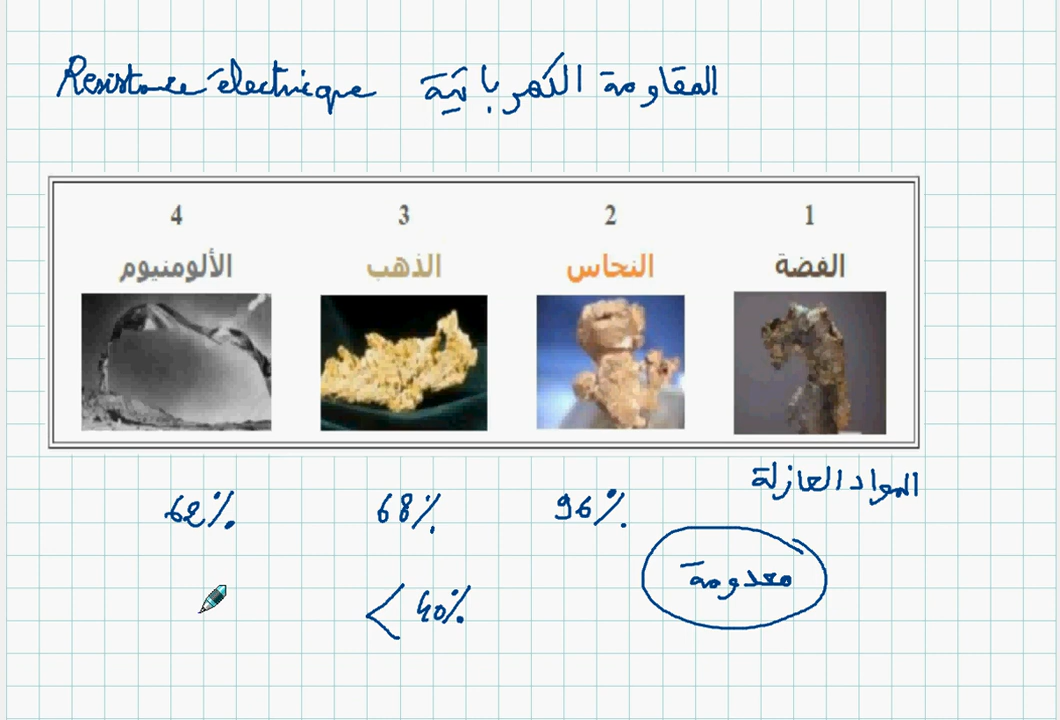 Resistance électrique المقاومة الكهربائية
1 2 3 4
الفضة النحاس الذهب الألومنيوم
المواد العازلة
96% 68% 62%
معدومة
< 40%